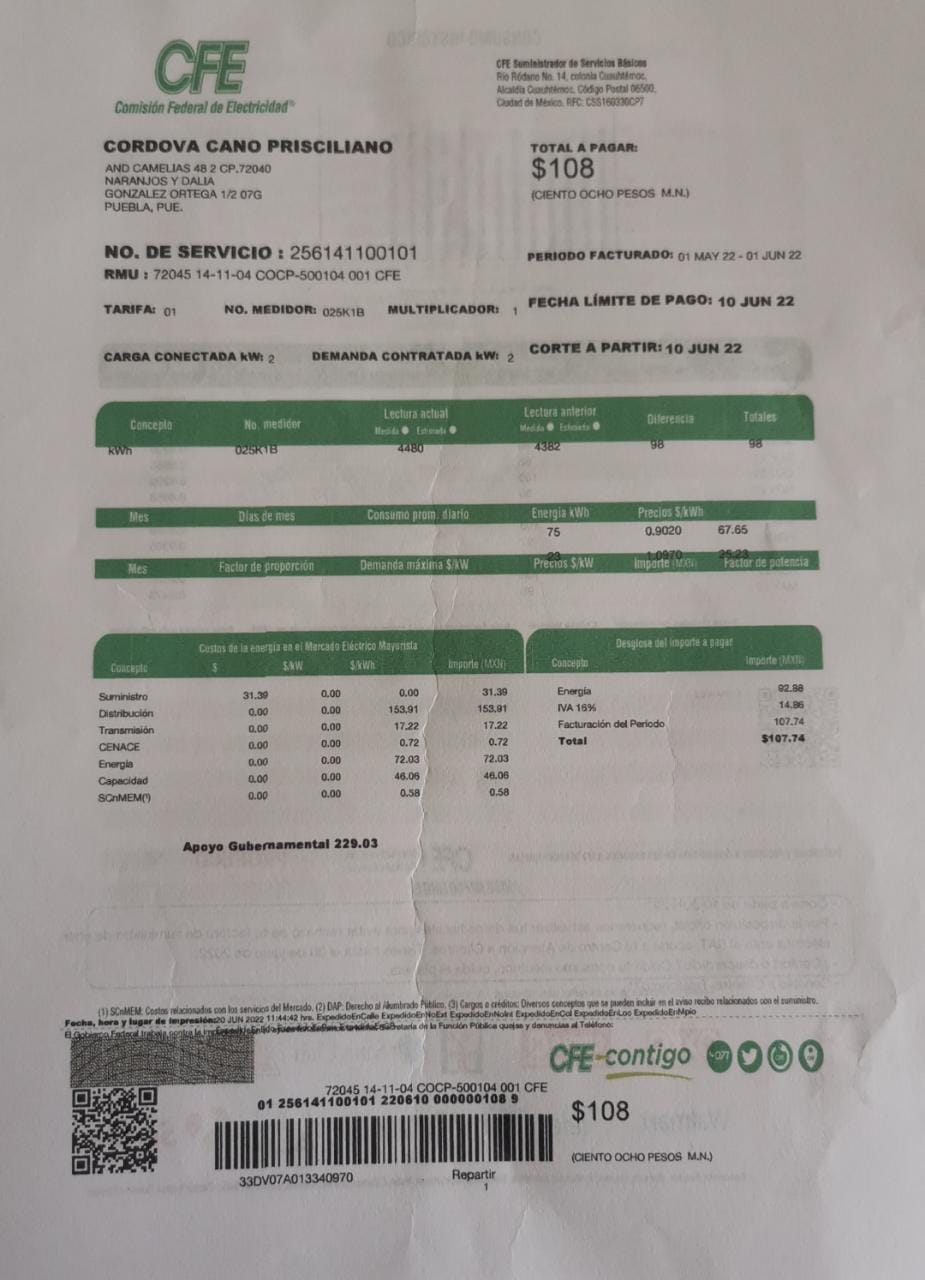 CFE
Comisión Federal de Electricidad®
CFE Suministrador de Servicios Básicos
Río Ródano No. 14, colonia Cuauhtémoc,
Alcaldía Cuauhtémoc, Código Postal 06500,
Ciudad de México. RFC: CSS160330CP7
CORDOVA CANO PRISCILIANO
AND CAMELIAS 48 2 CP.72040
NARANJOS Y DALIA
GONZALEZ ORTEGA 1/2 07G
PUEBLA, PUE.
TOTAL A PAGAR:
$108
(CIENTO OCHO PESOS M.N.)
NO. DE SERVICIO : 256141100101
RMU : 72045 14-11-04 COCP-500104 001 CFE
PERIODO FACTURADO: 01 MAY 22 - 01 JUN 22
TARIFA: 01 NO. MEDIDOR: 025K1B MULTIPLICADOR: 1
FECHA LÍMITE DE PAGO: 10 JUN 22
CARGA CONECTADA kW: 2 DEMANDA CONTRATADA kW: 2
CORTE A PARTIR: 10 JUN 22
Concepto No. medidor Lectura actual Lectura anterior Diferencia Totales
Medida Estimada Medida Estimada
kWh 025K1B 4480 4382 98 98
Mes Días de mes Consumo prom. diario Energía kWh Precios $/kWh
75 0.9020 67.65
23 1.0970 25.23
Mes Factor de proporción Demanda máxima $/kW Precios $/kW Importe (MXN) Factor de potencia
Costos de la energía en el Mercado Eléctrico Mayorista
Concepto $ $/kW $/kWh Importe (MXN)
Suministro 31.39 0.00 0.00 31.39
Distribución 0.00 0.00 153.91 153.91
Transmisión 0.00 0.00 17.22 17.22
CENACE 0.00 0.00 0.72 0.72
Energía 0.00 0.00 72.03 72.03
Capacidad 0.00 0.00 46.06 46.06
SCnMEM(¹) 0.00 0.00 0.58 0.58
Desglose del importe a pagar
Concepto Importe (MXN)
Energía 92.88
IVA 16% 14.86
Facturación del Periodo 107.74
Total $107.74
Apoyo Gubernamental 229.03
(1) SCnMEM: Costos relacionados con los servicios del Mercado. (2) DAP: Derecho al Alumbrado Público. (3) Cargos o créditos: Diversos conceptos que se pueden incluir en el aviso recibo relacionados con el suministro.
Fecha, hora y lugar de impresión:20 JUN 2022 11:44:42 hrs. ExpedidoEnCalle ExpedidoEnNoExt ExpedidoEnNoInt ExpedidoEnCol ExpedidoEnLoc ExpedidoEnMpio
El Gobierno Federal trabaja contra la Secretaría de la Función Pública quejas y denuncias al Teléfono:
CFE-contigo
071
72045 14-11-04 COCP-500104 001 CFE
01 256141100101 220610 000000108 9
$108
(CIENTO OCHO PESOS M.N.)
33DV07A013340970
Repartir
1